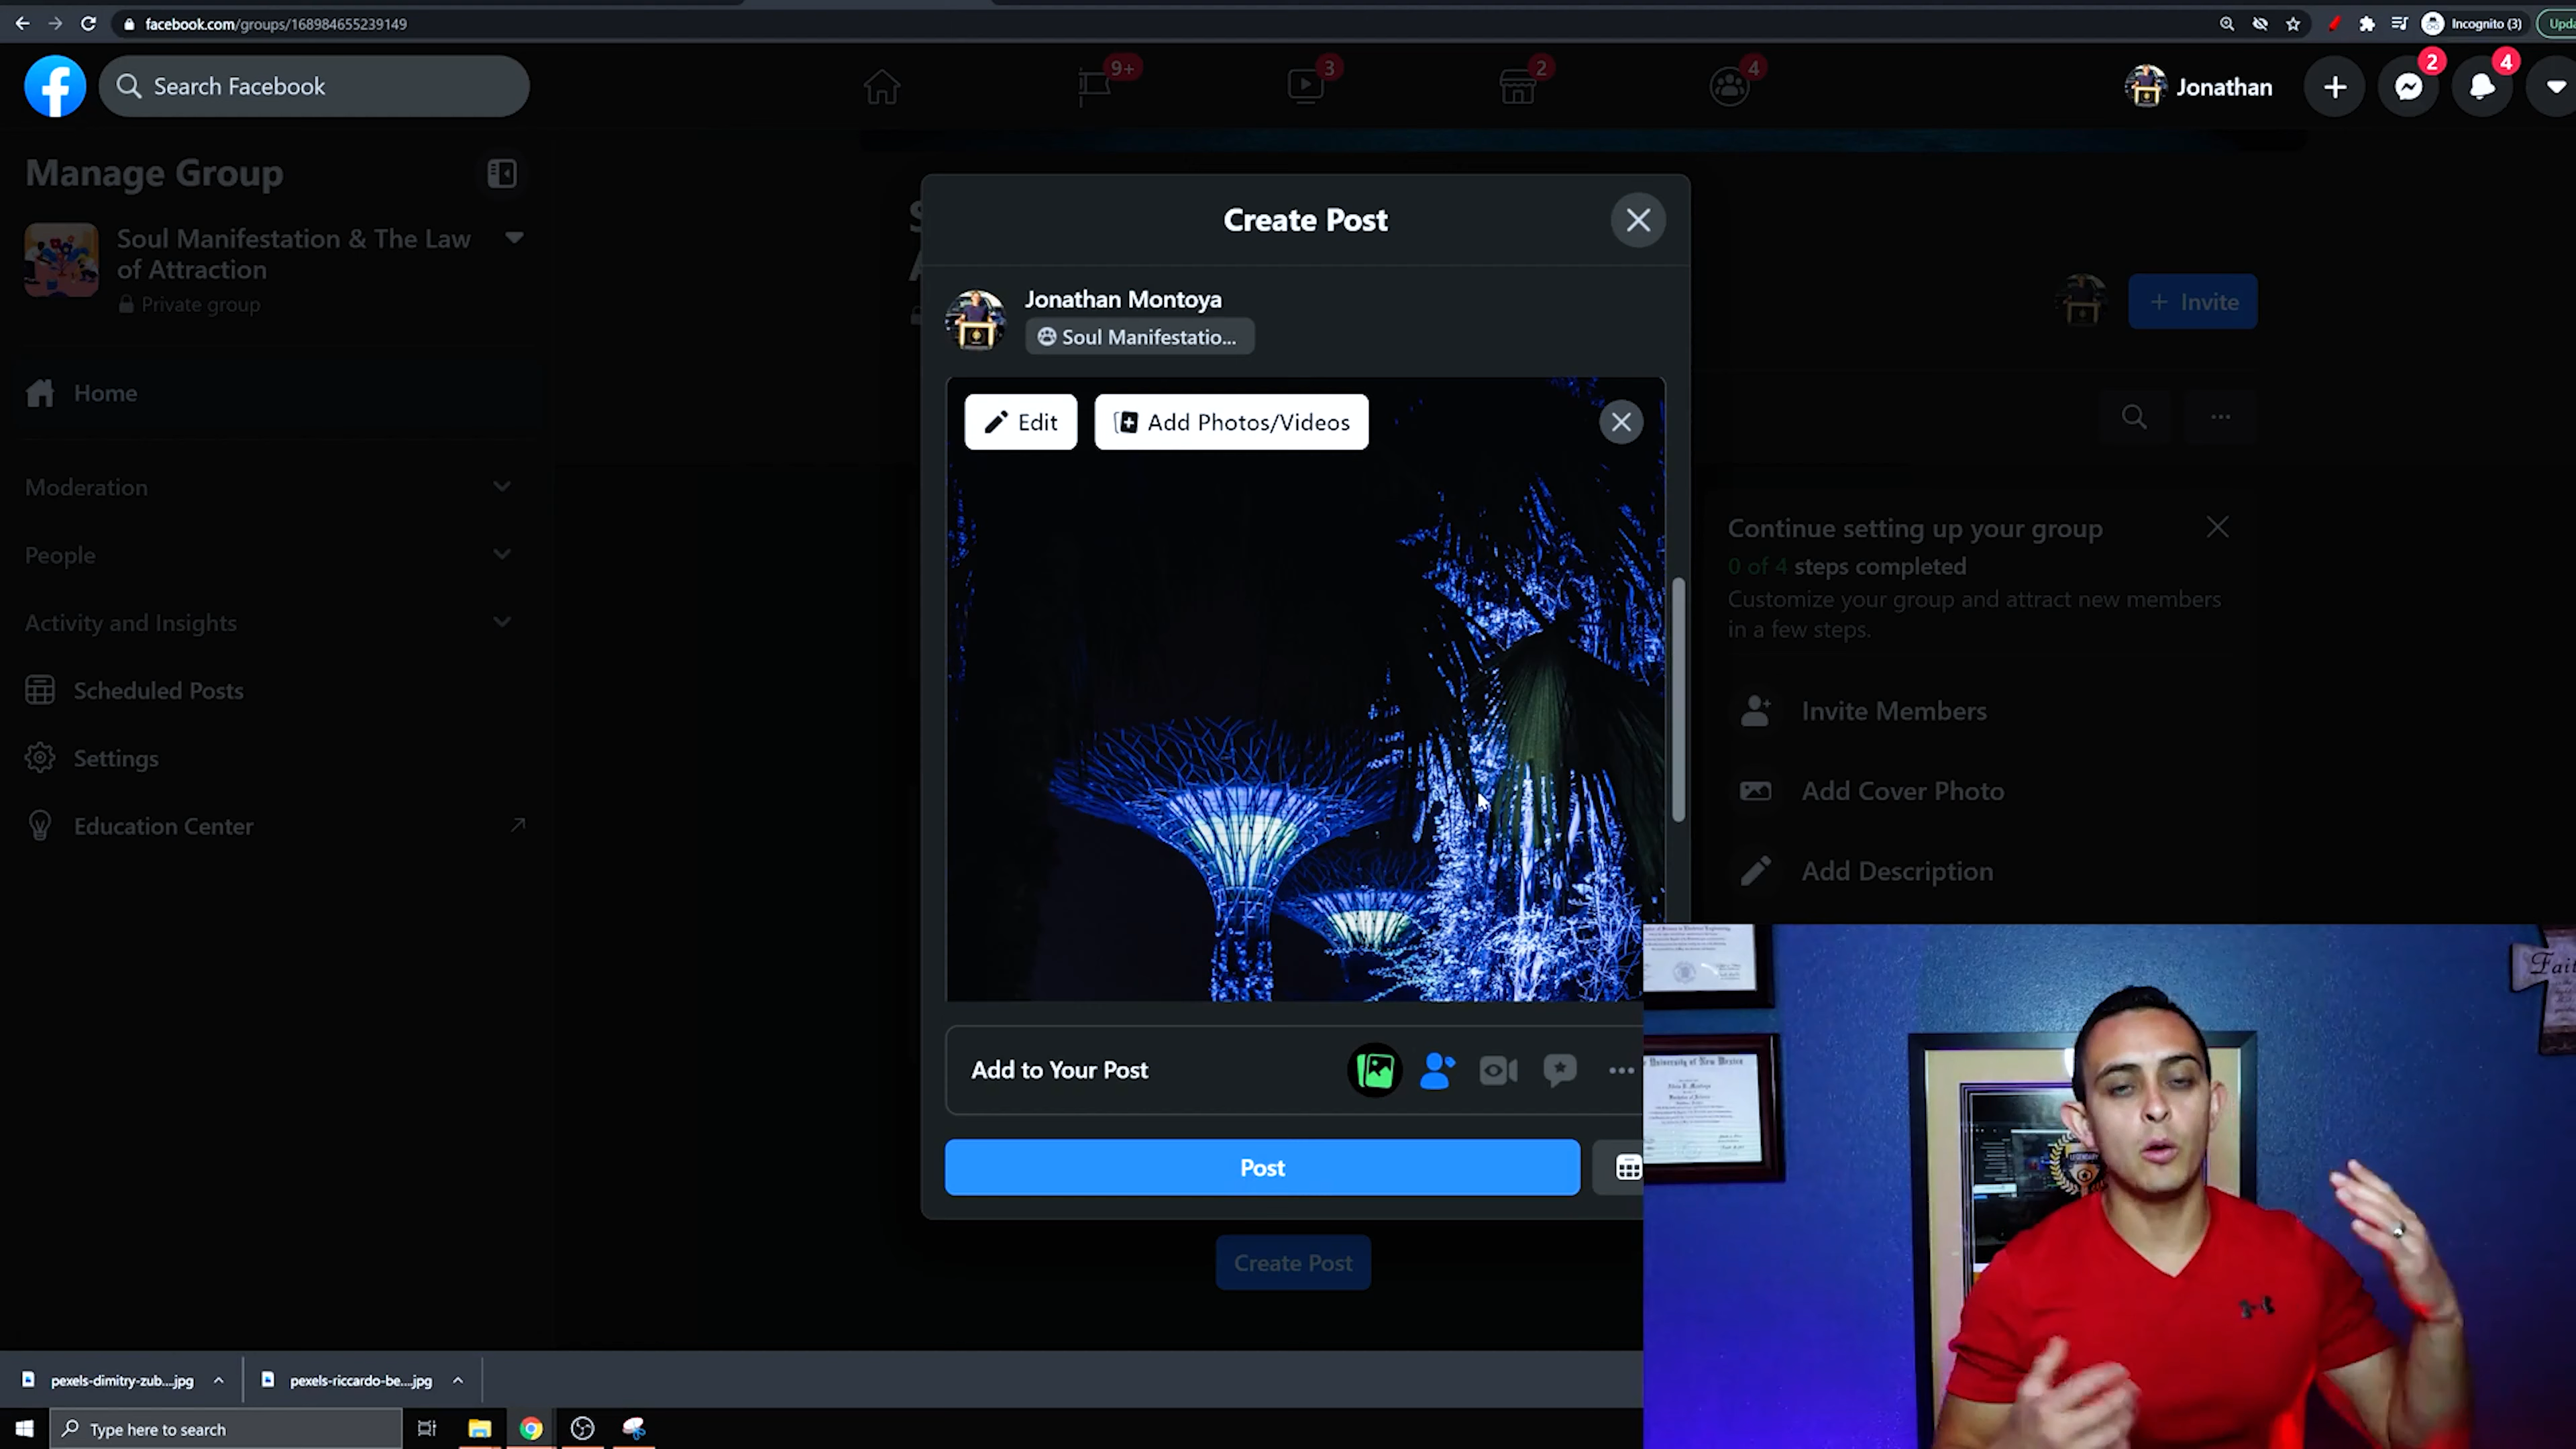 facebook.com/groups/168984655239149
Incognito (3)
Search Facebook
9+
3
2
4
Jonathan
2
4
Manage Group
Soul Manifestation & The Law
of Attraction
Private group
Home
Moderation
People
Activity and Insights
Scheduled Posts
Settings
Education Center
Create Post
Jonathan Montoya
Soul Manifestatio...
Edit
Add Photos/Videos
Add to Your Post
Post
Create Post
+ Invite
Continue setting up your group
0 of 4 steps completed
Customize your group and attract new members
in a few steps.
Invite Members
Add Cover Photo
Add Description
University of New Mexico
pexels-dimitry-zub....jpg
pexels-riccardo-be....jpg
Type here to search